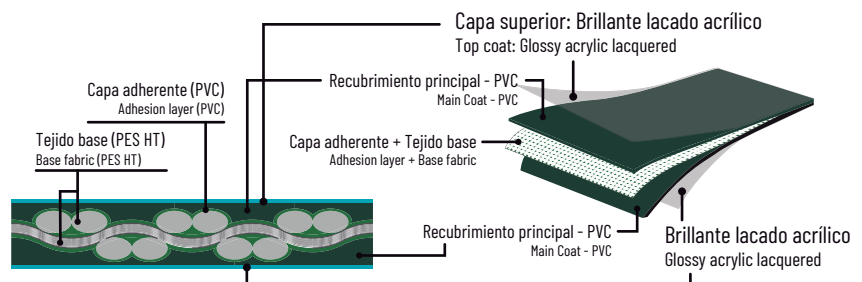 Capa superior: Brillante lacado acrílico
Top coat: Glossy acrylic lacquered
Recubrimiento principal - PVC
Main Coat - PVC
Capa adherente (PVC)
Adhesion layer (PVC)
Tejido base (PES HT)
Base fabric (PES HT)
Capa adherente + Tejido base
Adhesion layer + Base fabric
Recubrimiento principal - PVC
Main Coat - PVC
Brillante lacado acrílico
Glossy acrylic lacquered